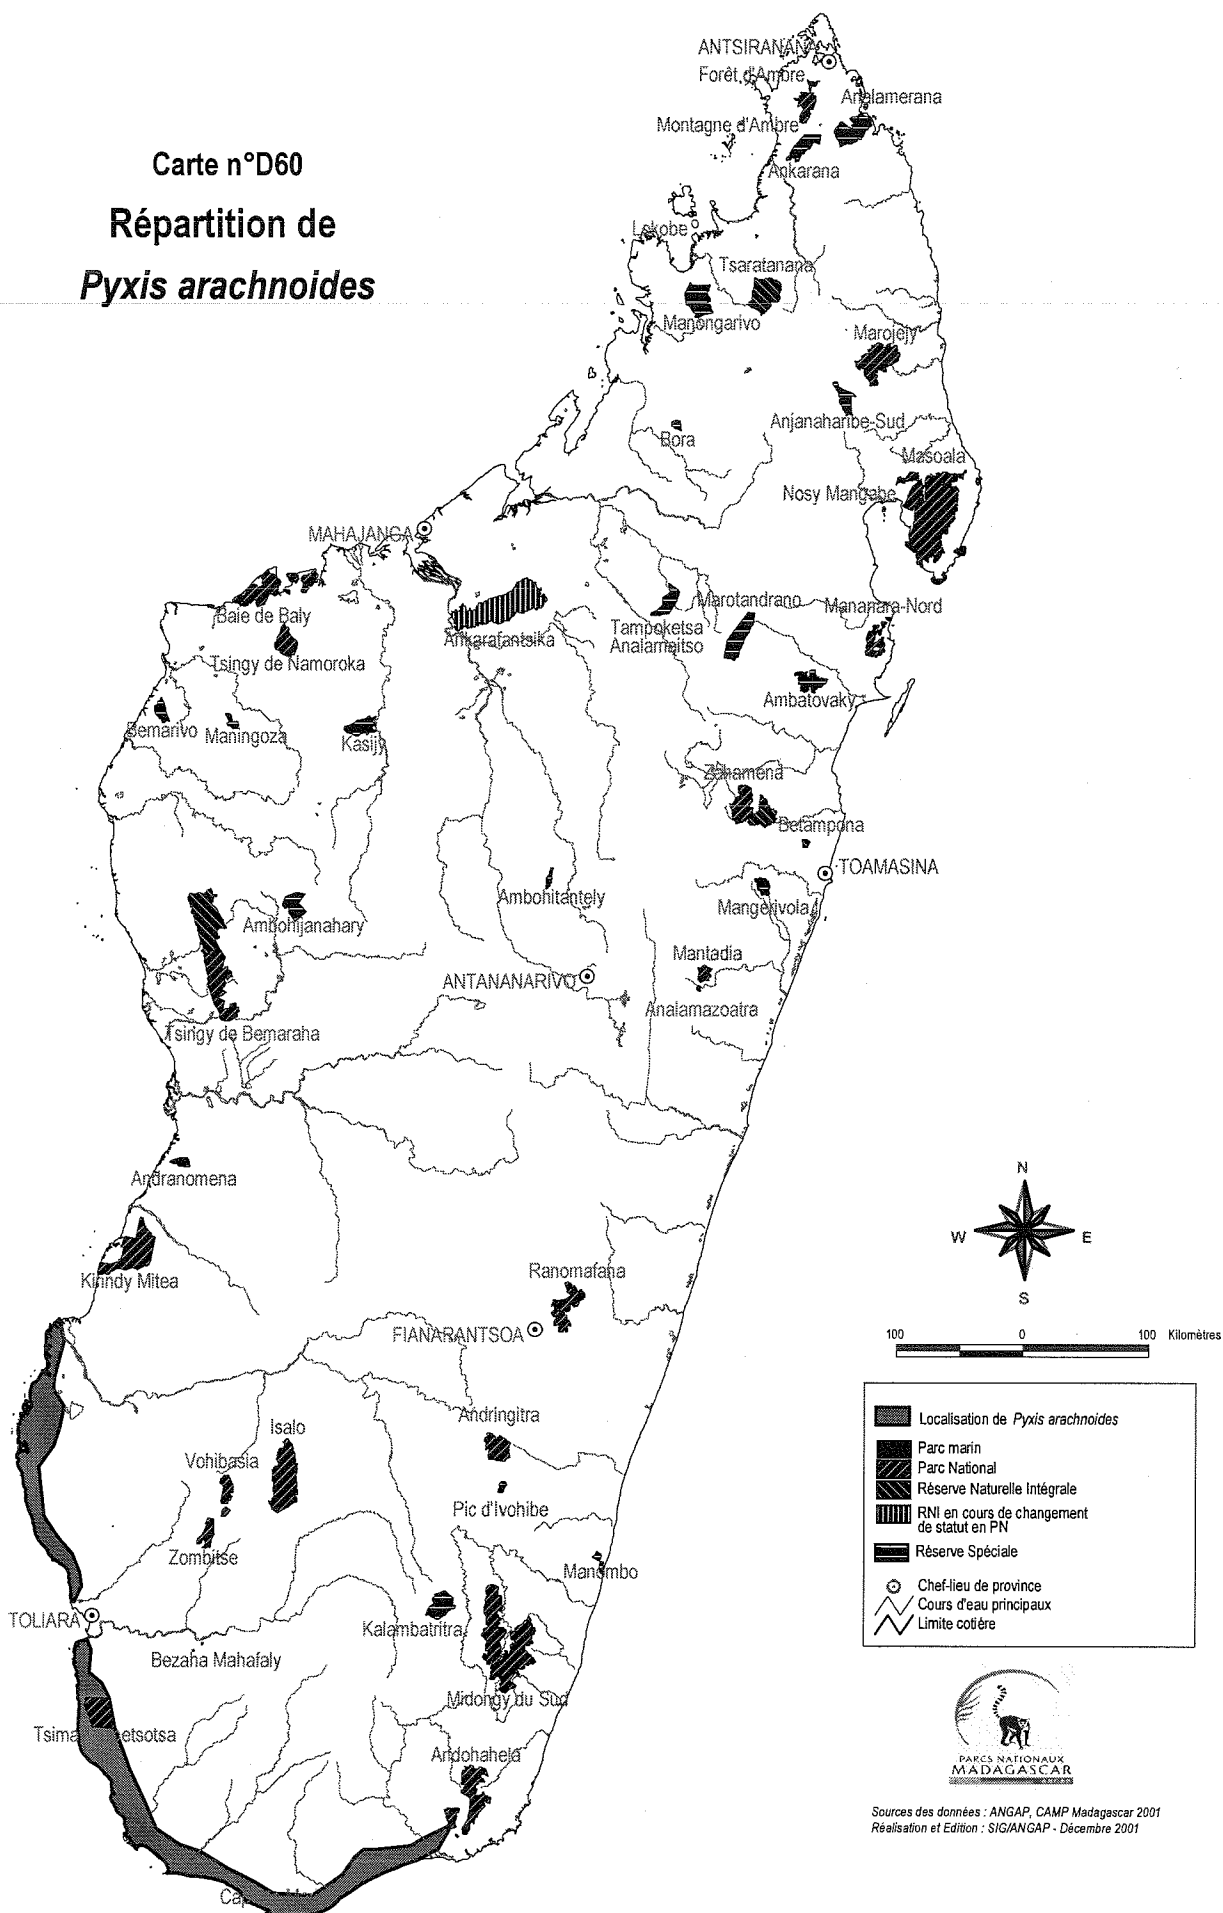 Carte n°D60
Répartition de
Pyxis arachnoides
ANTSIRANANA
Forêt d'Ambre
Analamerana
Montagne d'Ambre
Ankarana
Lokobe
Tsaratanana
Manongarivo
Marojejy
Anjanaharibe-Sud
Bora
Masoala
Nosy Mangabe
MAHAJANGA
Baie de Baly
Ankarafantsika
Tampoketsa
Analamaitso
Marotandrano
Mananara-Nord
Tsingy de Namoroka
Ambatovaky
Bemarivo
Maningoza
Kasijy
Zahamena
Betampona
TOAMASINA
Ambohitantely
Mangerivola
Ambohijanahary
Mantadia
ANTANANARIVO
Analamazoatra
Tsingy de Bemaraha
Andranomena
Kirindy Mitea
Ranomafana
FIANARANTSOA
Andringitra
Isalo
Vohibasia
Pic d'Ivohibe
Zombitse
Manombo
TOLIARA
Kalambatritra
Bezaha Mahafaly
Midongy du Sud
Tsima etsotsa
Andohahela
Cap
N
W
E
S
100 0 100 Kilomètres
Localisation de Pyxis arachnoides
Parc marin
Parc National
Réserve Naturelle Intégrale
RNI en cours de changement
de statut en PN
Réserve Spéciale
Chef-lieu de province
Cours d'eau principaux
Limite cotière
PARCS NATIONAUX
MADAGASCAR
ANGAP
Sources des données : ANGAP, CAMP Madagascar 2001
Réalisation et Edition : SIG/ANGAP - Décembre 2001